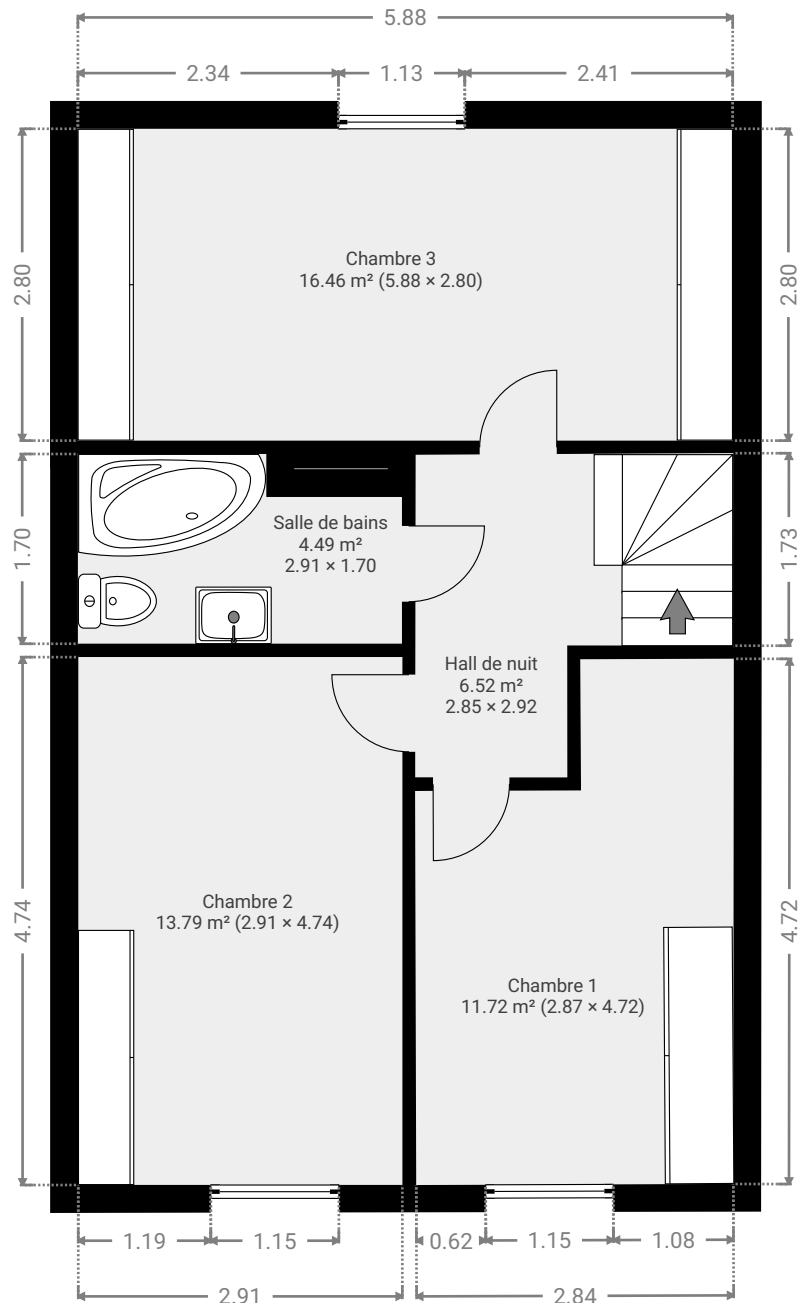 5.88
2.34
1.13
2.41
2.80
2.80
Chambre 3
16.46 m² (5.88 × 2.80)
1.70
1.73
Salle de bains
4.49 m²
2.91 × 1.70
Hall de nuit
6.52 m²
2.85 × 2.92
4.74
4.72
Chambre 2
13.79 m² (2.91 × 4.74)
Chambre 1
11.72 m² (2.87 × 4.72)
1.19
1.15
0.62
1.15
1.08
2.91
2.84